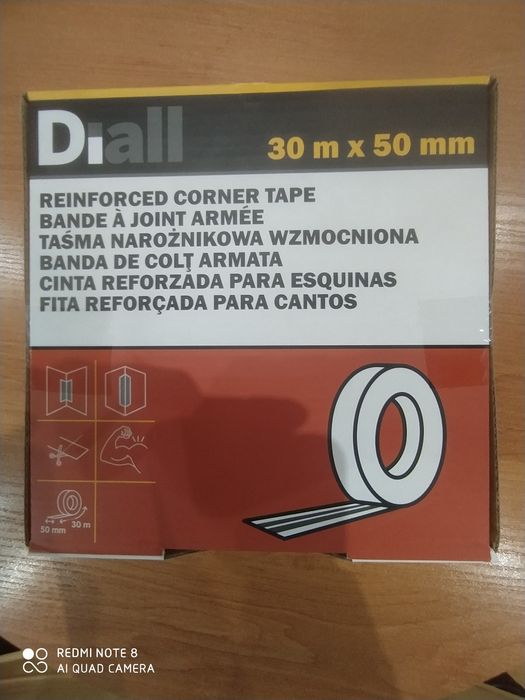 Diall
30 m x 50 mm
REINFORCED CORNER TAPE
BANDE À JOINT ARMÉE
TAŚMA NAROŻNIKOWA WZMOCNIONA
BANDA DE COLŢ ARMATA
CINTA REFORZADA PARA ESQUINAS
FITA REFORÇADA PARA CANTOS
50 mm
30 m
REDMI NOTE 8
AI QUAD CAMERA